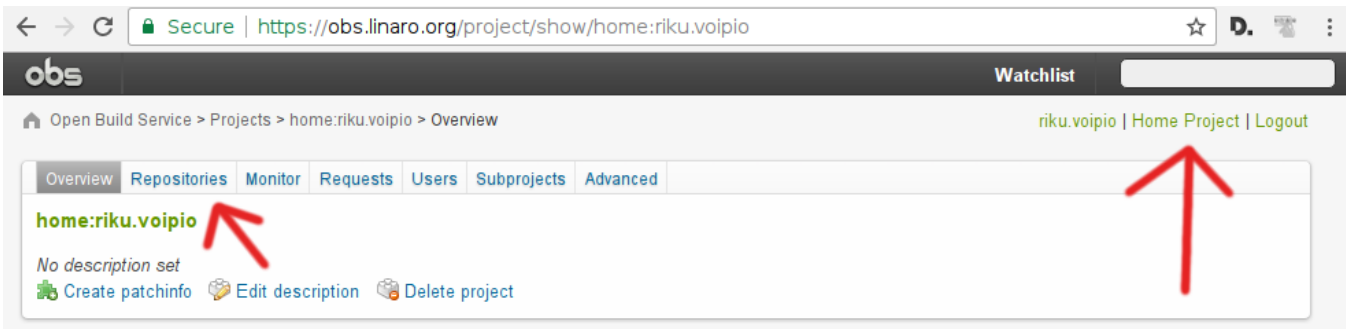 Secure | https://obs.linaro.org/project/show/home:riku.voipio D.
obs Watchlist
Open Build Service > Projects > home:riku.voipio > Overview riku.voipio | Home Project | Logout
Overview Repositories Monitor Requests Users Subprojects Advanced
home:riku.voipio
No description set
Create patchinfo Edit description Delete project